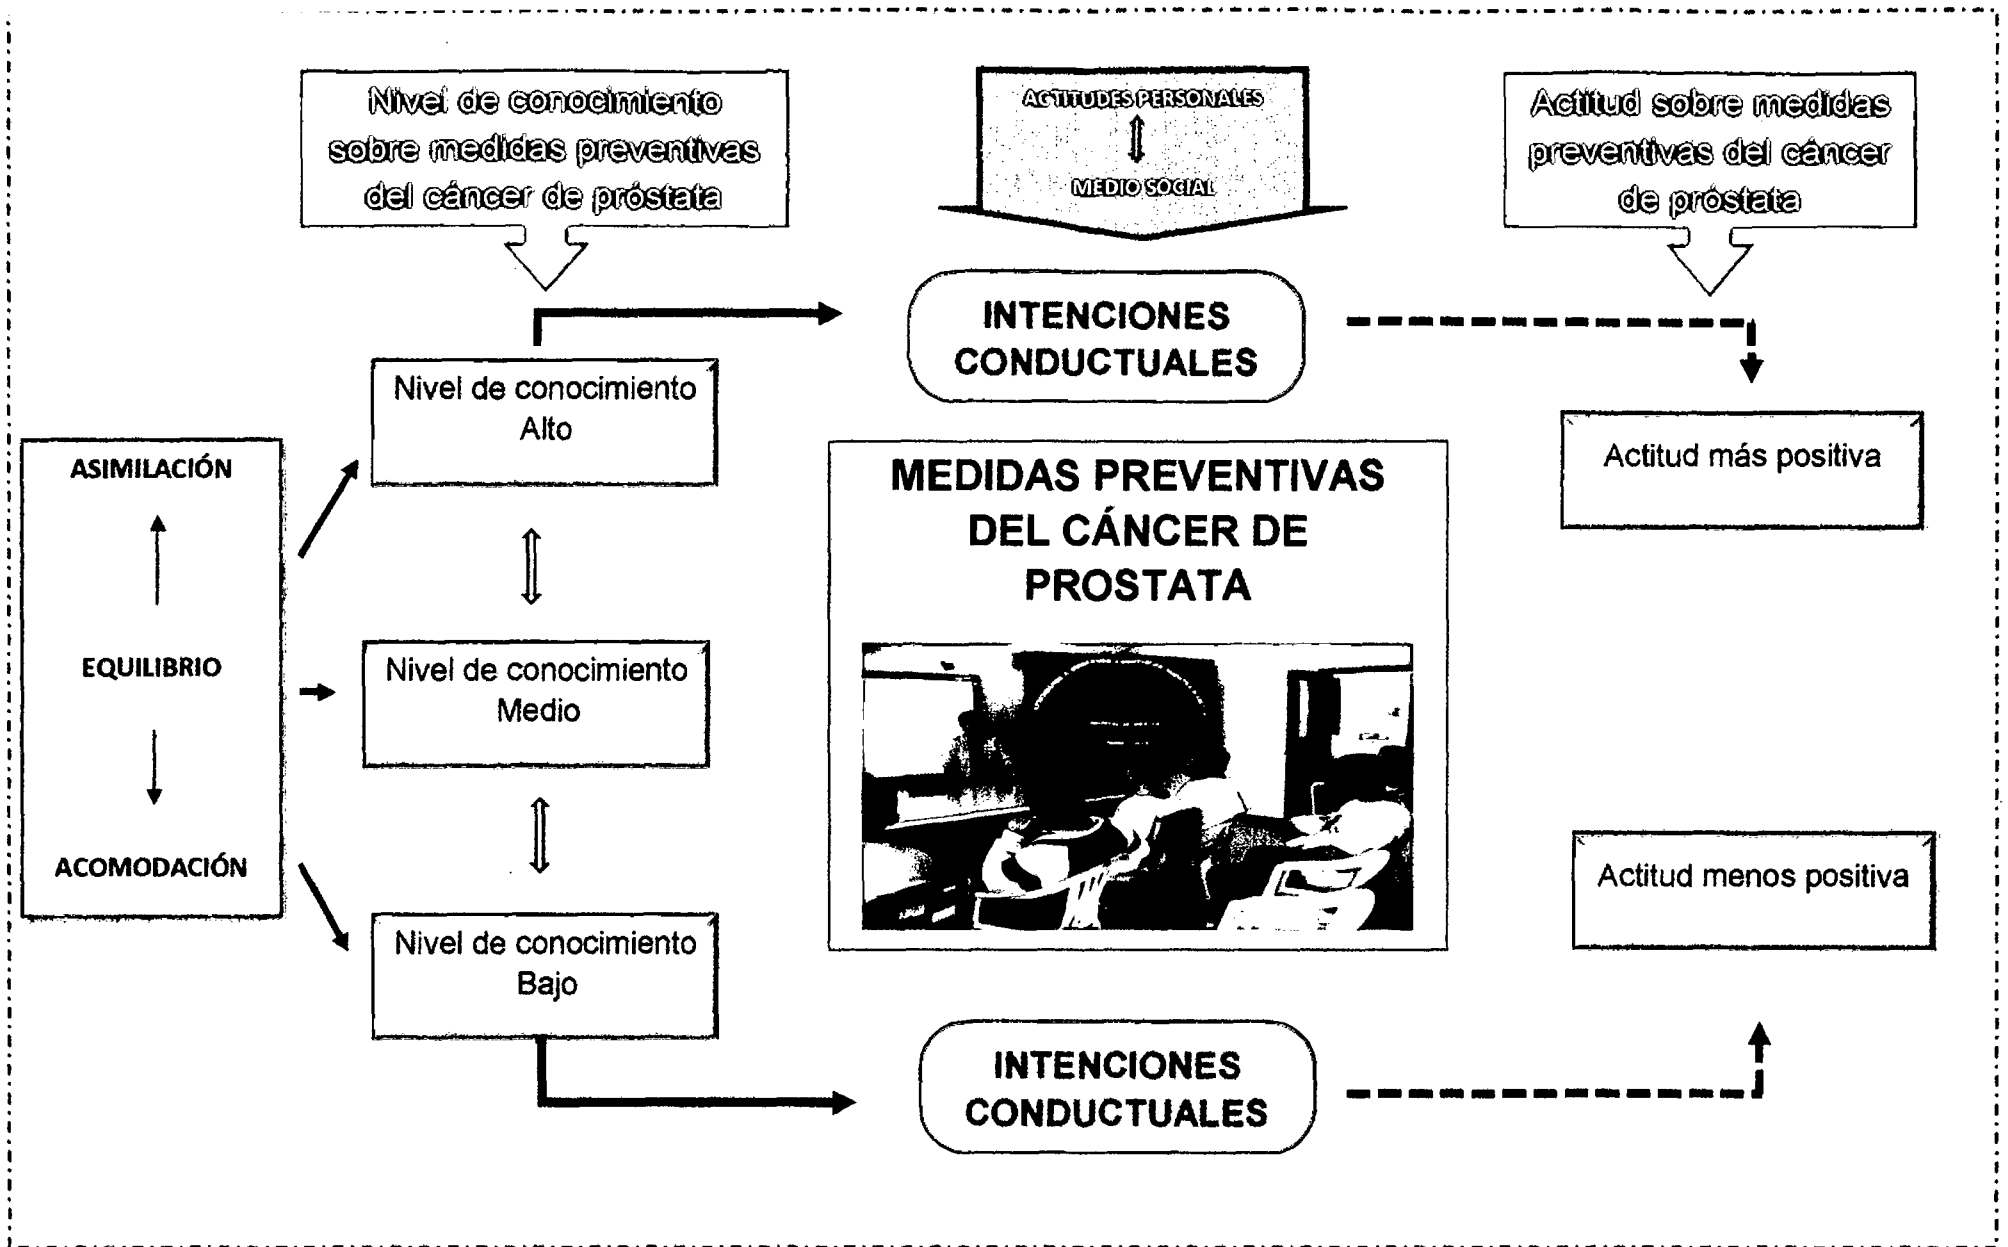 Nivel de conocimiento
sobre medidas preventivas
del cáncer de próstata
ACTITUDES PERSONALES
MEDIO SOCIAL
Actitud sobre medidas
preventivas del cáncer
de próstata
INTENCIONES
CONDUCTUALES
Nivel de conocimiento
Alto
Actitud más positiva
ASIMILACIÓN
EQUILIBRIO
ACOMODACIÓN
MEDIDAS PREVENTIVAS
DEL CÁNCER DE
PROSTATA
Nivel de conocimiento
Medio
Actitud menos positiva
Nivel de conocimiento
Bajo
INTENCIONES
CONDUCTUALES